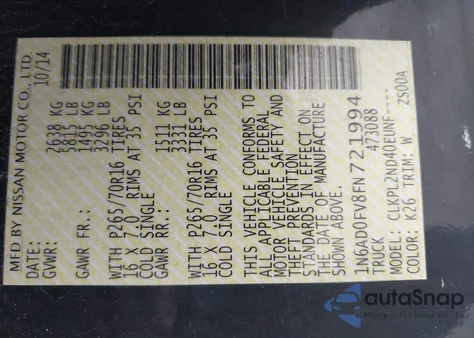 MFD BY NISSAN MOTOR CO., LTD.
DATE: 10/14
GVWR: 2638 KG
5815 LB
GAWR FR.: 1495 KG
3296 LB
WITH P265/70R16 TIRES
16 X 7.0 RIMS AT 35 PSI
COLD SINGLE
GAWR RR.: 1511 KG
3331 LB
WITH P265/70R16 TIRES
16 X 7.0 RIMS AT 35 PSI
COLD SINGLE
THIS VEHICLE CONFORMS TO
ALL APPLICABLE FEDERAL
MOTOR VEHICLE SAFETY AND
THEFT PREVENTION
STANDARDS IN EFFECT ON
THE DATE OF MANUFACTURE
SHOWN ABOVE.
1N6AD0FV8FN721994
TRUCK 473088
MODEL: CLKPLZND4DEUNF----
COLOR: K26 TRIM: W ZS00A
autaSnap